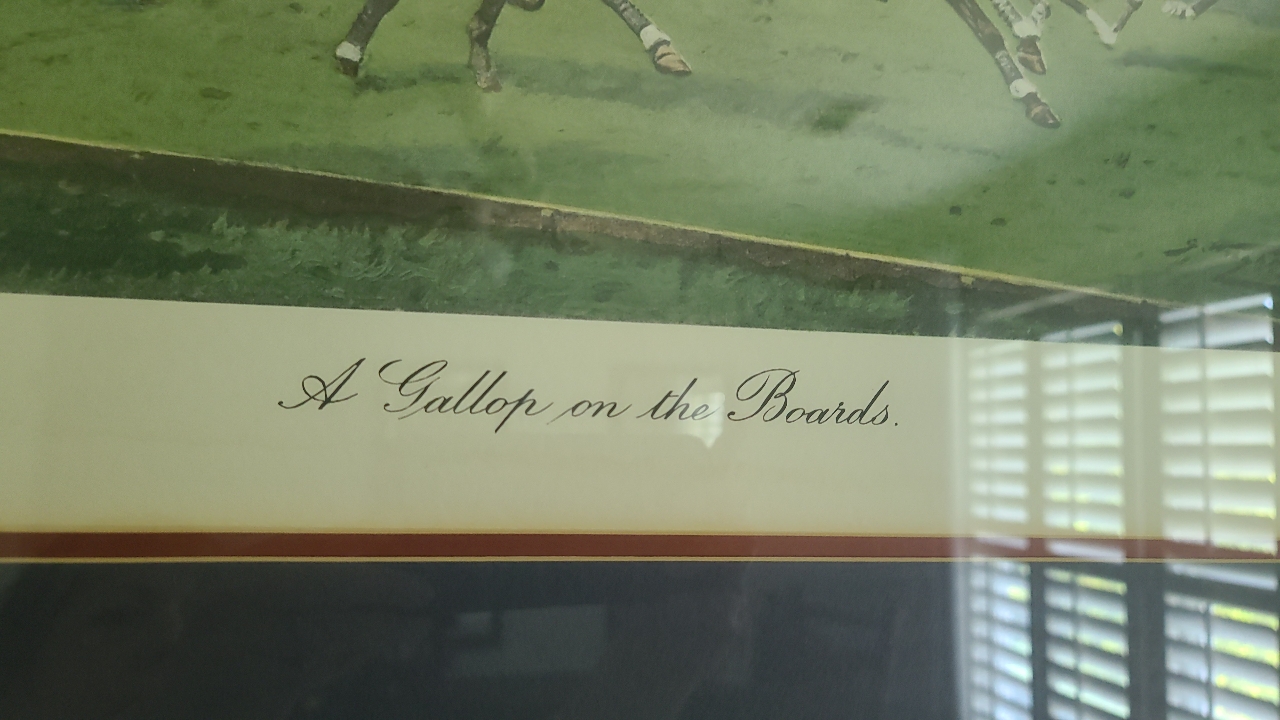 A Gallop on the Boards.